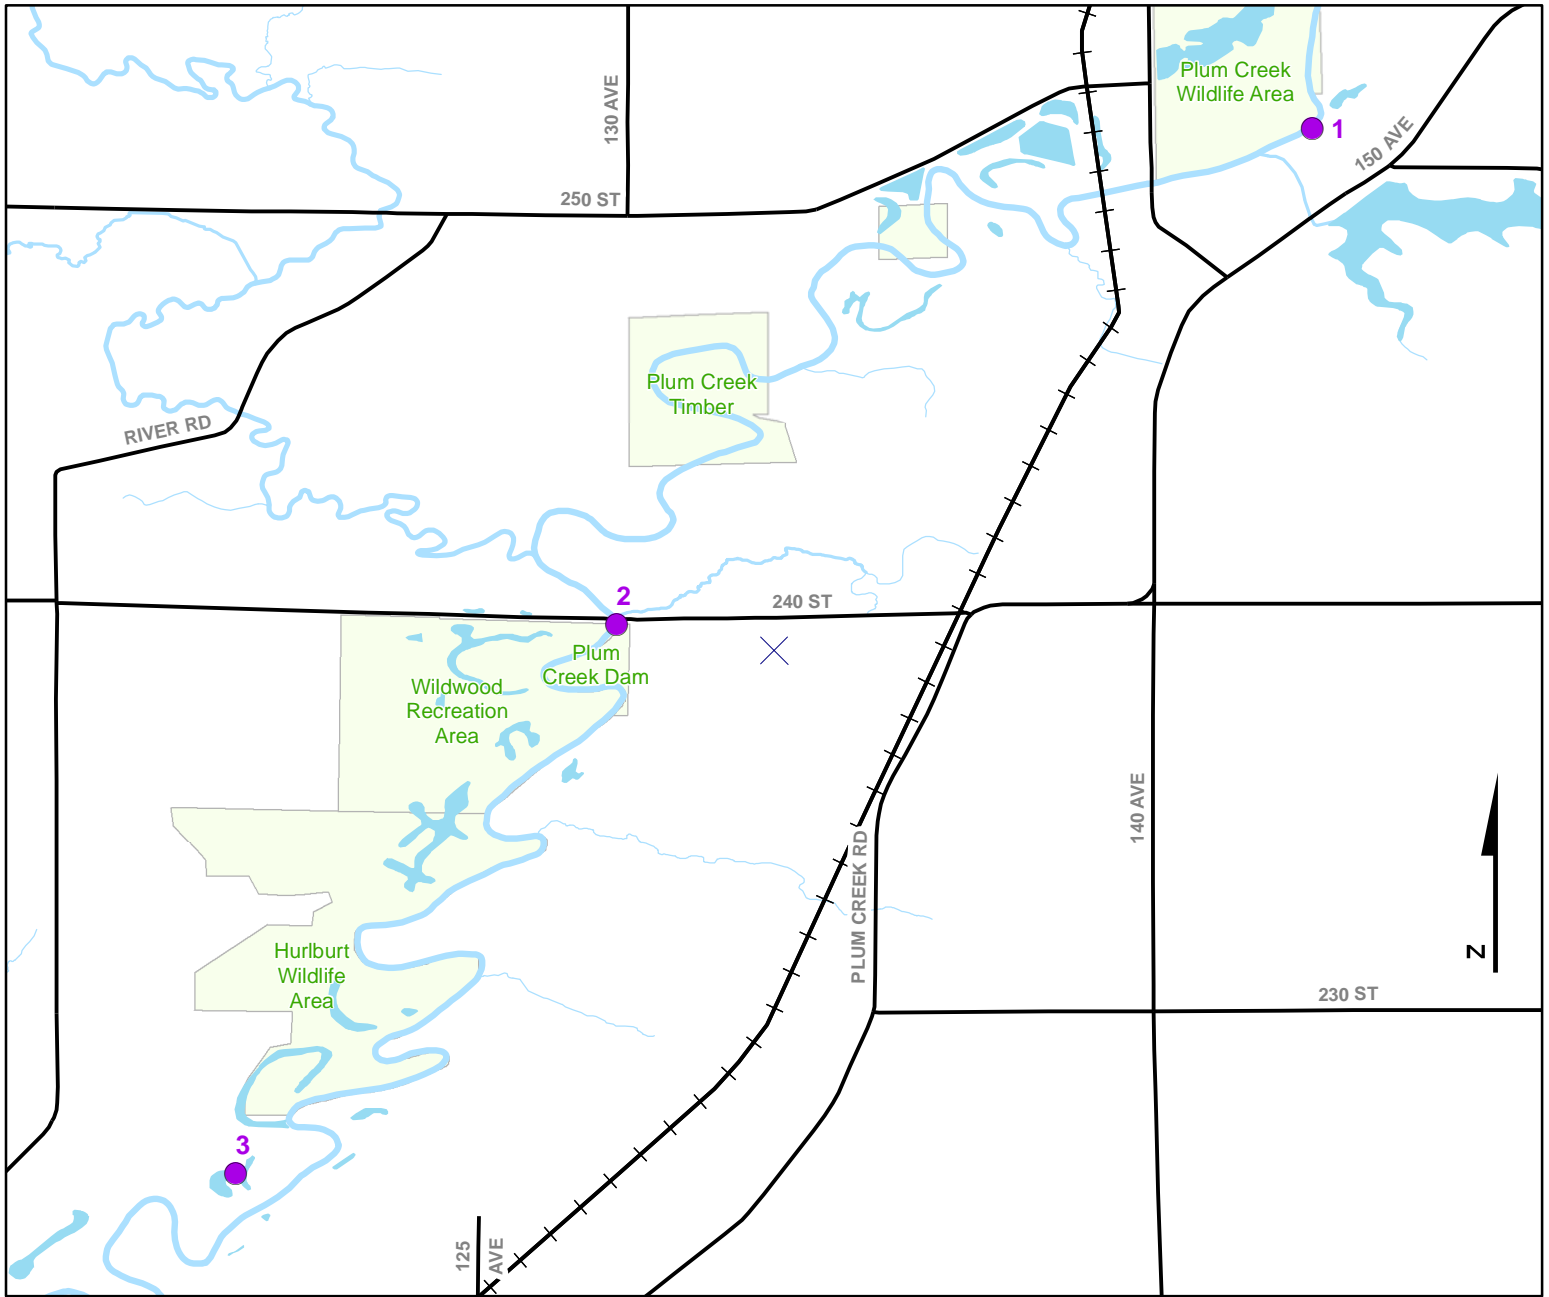 Plum Creek
Wildlife Area
130 AVE
1
150 AVE
250 ST
Plum Creek
Timber
RIVER RD
2
240 ST
Plum
Creek Dam
Wildwood
Recreation
Area
140 AVE
PLUM CREEK RD
Hurlburt
Wildlife
Area
N
230 ST
3
125
AVE